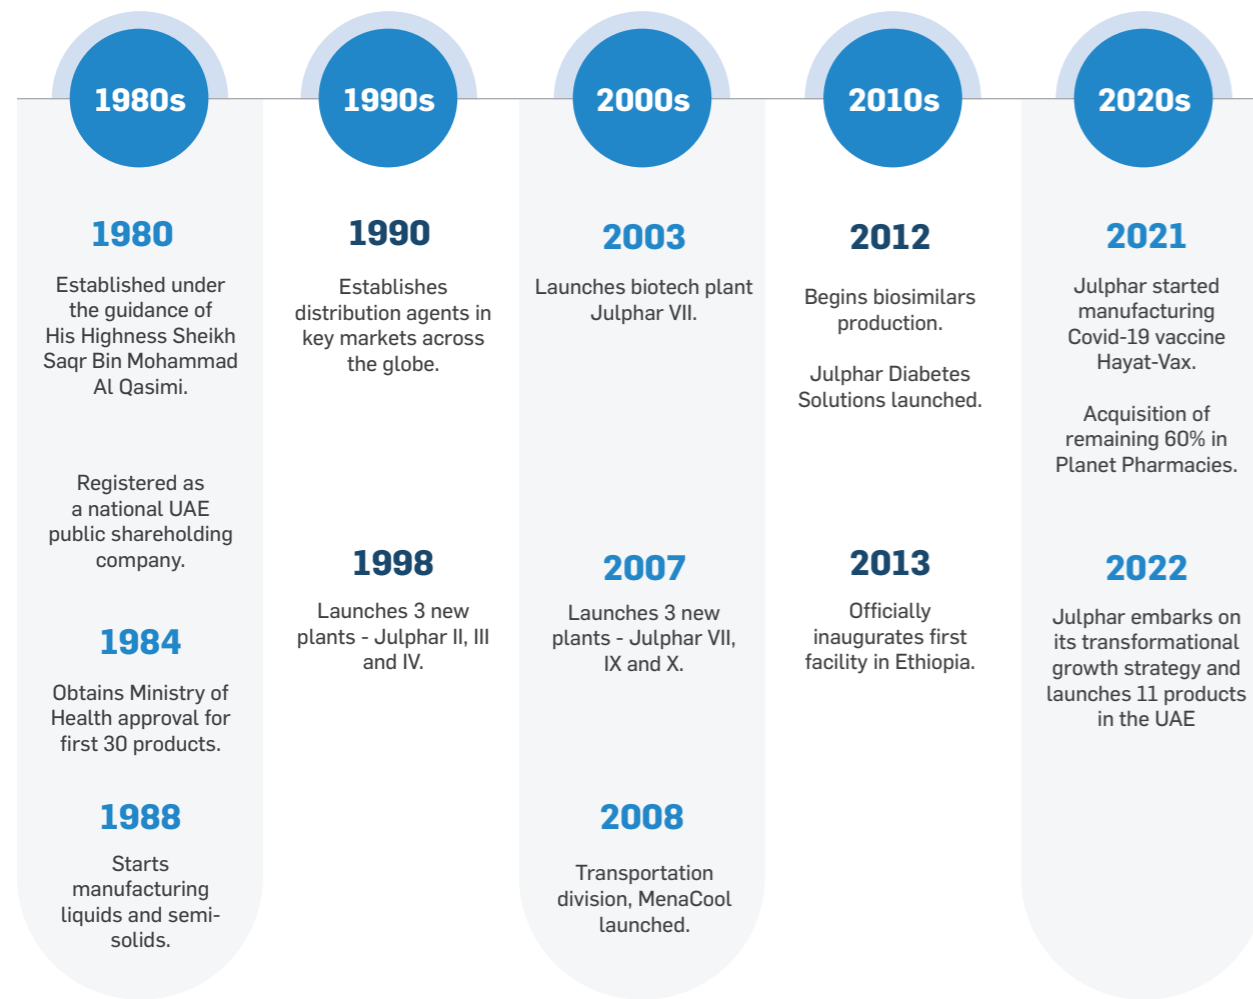 1980s
1980
Established under
the guidance of
His Highness Sheikh
Saqr Bin Mohammad
Al Qasimi.
Registered as
a national UAE
public shareholding
company.
1984
Obtains Ministry of
Health approval for
first 30 products.
1988
Starts
manufacturing
liquids and semi-
solids.
1990s
1990
Establishes
distribution agents in
key markets across
the globe.
1998
Launches 3 new
plants - Julphar II, III
and IV.
2000s
2003
Launches biotech plant
Julphar VII.
2007
Launches 3 new
plants - Julphar VII,
IX and X.
2008
Transportation
division, MenaCool
launched.
2010s
2012
Begins biosimilars
production.
Julphar Diabetes
Solutions launched.
2013
Officially
inaugurates first
facility in Ethiopia.
2020s
2021
Julphar started
manufacturing
Covid-19 vaccine
Hayat-Vax.
Acquisition of
remaining 60% in
Planet Pharmacies.
2022
Julphar embarks on
its transformational
growth strategy and
launches 11 products
in the UAE